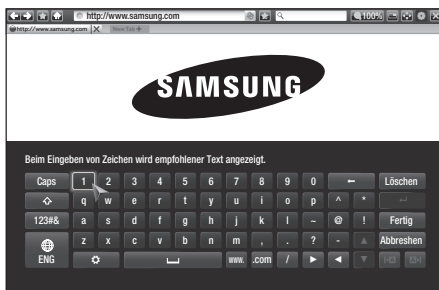 http://www.samsung.com 100%
http://www.samsung.com New Tab +
SAMSUNG
Beim Eingeben von Zeichen wird empfohlener Text angezeigt.
Caps 1 2 3 4 5 6 7 8 9 0 ← Löschen
q w e r t y u i o p ^ *
123#& a s d f g h j k l ~ @ ! Fertig
z x c v b n m , . ? - ▲ Abbreshen
ENG www. .com / ► ◄ ▼